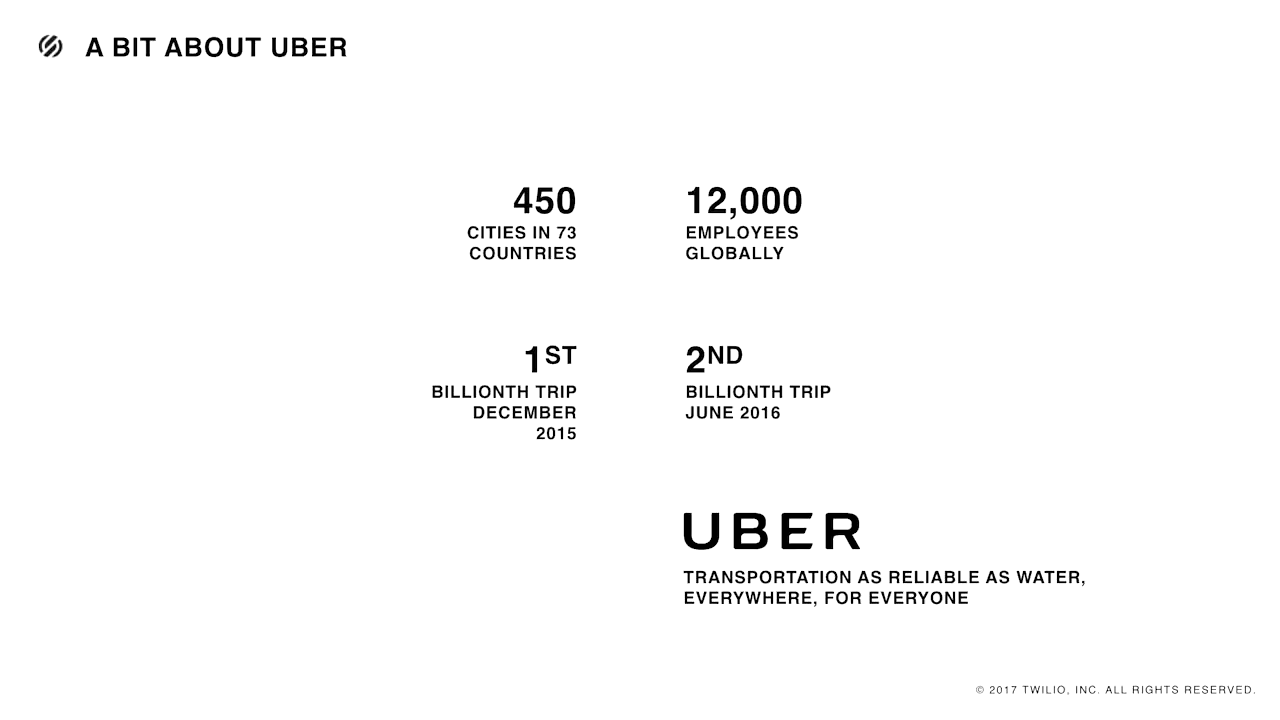 A BIT ABOUT UBER
450
CITIES IN 73
COUNTRIES
12,000
EMPLOYEES
GLOBALLY
1ST
BILLIONTH TRIP
DECEMBER
2015
2ND
BILLIONTH TRIP
JUNE 2016
UBER
TRANSPORTATION AS RELIABLE AS WATER,
EVERYWHERE, FOR EVERYONE
© 2017 TWILIO, INC. ALL RIGHTS RESERVED.